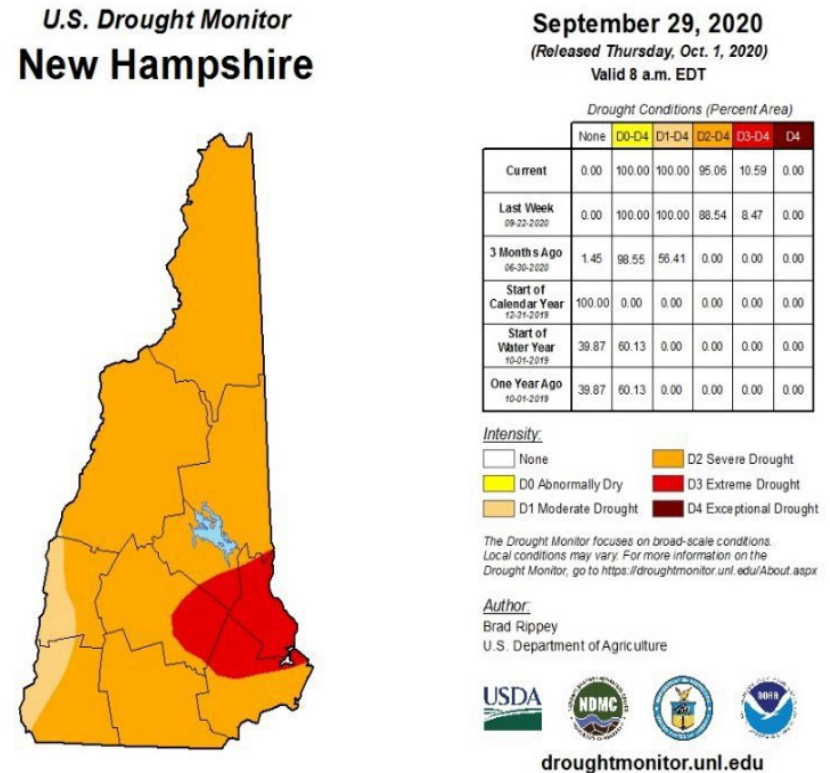 U.S. Drought Monitor
New Hampshire
September 29, 2020
(Released Thursday, Oct. 1, 2020)
Valid 8 a.m. EDT
Drought Conditions (Percent Area)
None D0-D4 D1-D4 D2-D4 D3-D4 D4
Current 0.00 100.00 100.00 95.06 10.59 0.00
Last Week
09-22-2020
0.00 100.00 100.00 88.54 8.47 0.00
3 Months Ago
06-30-2020
1.45 98.55 56.41 0.00 0.00 0.00
Start of
Calendar Year
12-31-2019
100.00 0.00 0.00 0.00 0.00 0.00
Start of
Water Year
10-01-2019
39.87 60.13 0.00 0.00 0.00 0.00
One Year Ago
10-01-2019
39.87 60.13 0.00 0.00 0.00 0.00
Intensity:
None
D0 Abnormally Dry
D1 Moderate Drought
D2 Severe Drought
D3 Extreme Drought
D4 Exceptional Drought
The Drought Monitor focuses on broad-scale conditions.
Local conditions may vary. For more information on the
Drought Monitor, go to https://droughtmonitor.unl.edu/About.aspx
Author:
Brad Rippey
U.S. Department of Agriculture
USDA
NDMC
NOAA
droughtmonitor.unl.edu